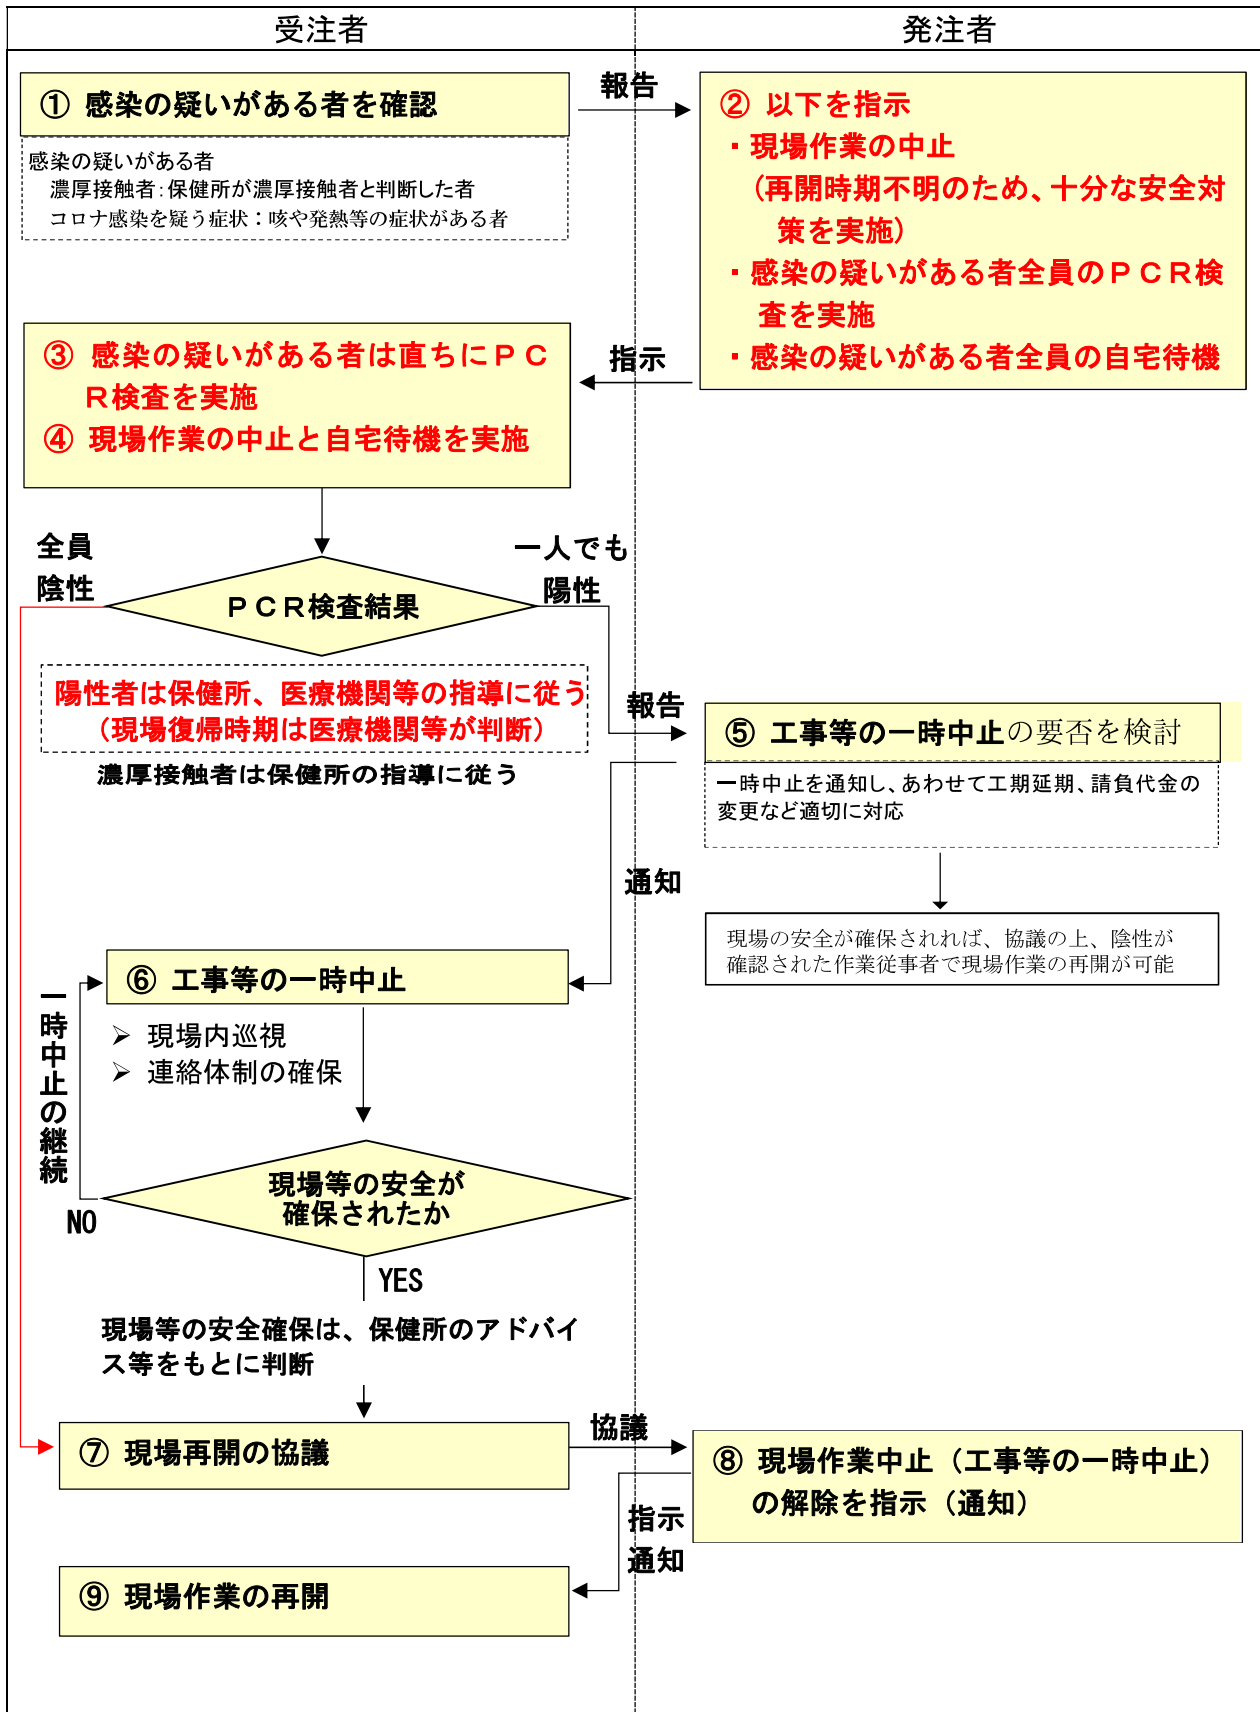 受注者
発注者
① 感染の疑いがある者を確認
報告
感染の疑いがある者
濃厚接触者：保健所が濃厚接触者と判断した者
コロナ感染を疑う症状：咳や発熱等の症状がある者
② 以下を指示
・現場作業の中止
（再開時期不明のため、十分な安全対
策を実施）
・感染の疑いがある者全員のＰＣＲ検
査を実施
・感染の疑いがある者全員の自宅待機
指示
③ 感染の疑いがある者は直ちにＰＣ
Ｒ検査を実施
④ 現場作業の中止と自宅待機を実施
全員
陰性
一人でも
陽性
ＰＣＲ検査結果
陽性者は保健所、医療機関等の指導に従う
（現場復帰時期は医療機関等が判断）
濃厚接触者は保健所の指導に従う
報告
⑤ 工事等の一時中止の要否を検討
一時中止を通知し、あわせて工期延期、請負代金の
変更など適切に対応
通知
現場の安全が確保されれば、協議の上、陰性が
確認された作業従事者で現場作業の再開が可能
⑥ 工事等の一時中止
➢ 現場内巡視
➢ 連絡体制の確保
一時中止の継続
現場等の安全が
確保されたか
NO
YES
現場等の安全確保は、保健所のアドバイ
ス等をもとに判断
⑦ 現場再開の協議
協議
⑧ 現場作業中止（工事等の一時中止）
の解除を指示（通知）
指示
通知
⑨ 現場作業の再開